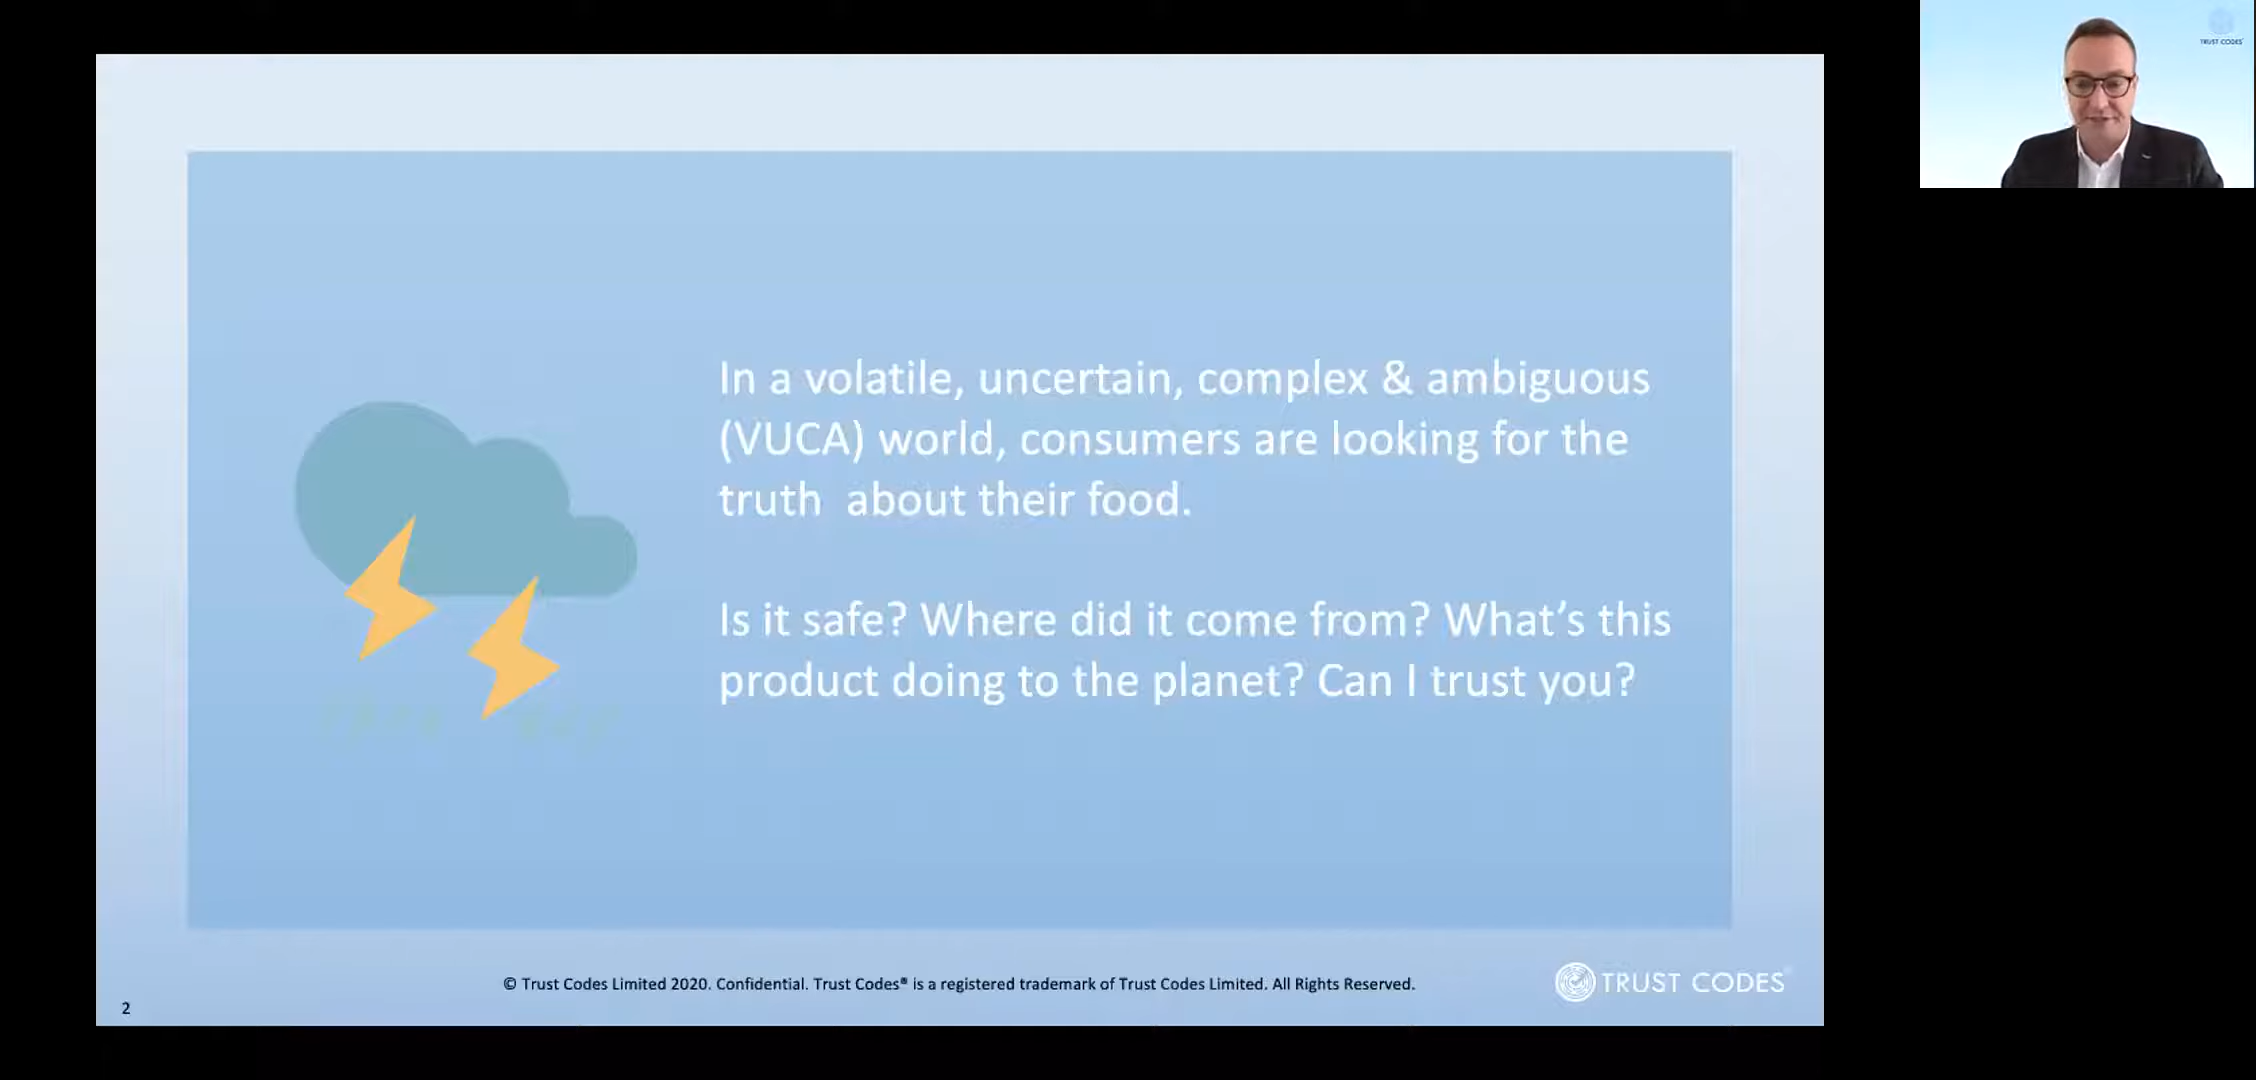 TRUST CODES
In a volatile, uncertain, complex & ambiguous
(VUCA) world, consumers are looking for the
truth  about their food.
Is it safe? Where did it come from? What's this
product doing to the planet? Can I trust you?
© Trust Codes Limited 2020. Confidential. Trust Codes® is a registered trademark of Trust Codes Limited. All Rights Reserved.
TRUST CODES
2